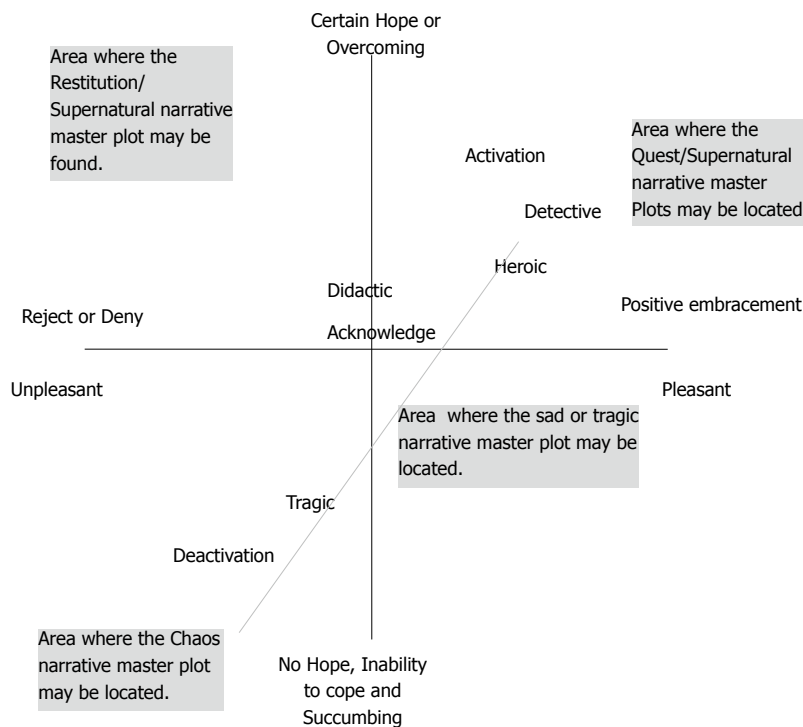 Certain Hope or
Overcoming
Area where the
Restitution/
Supernatural narrative
master plot may be
found.
Area where the
Quest/Supernatural
narrative master
Plots may be located
Activation
Detective
Heroic
Didactic
Positive embracement
Reject or Deny
Acknowledge
Unpleasant
Pleasant
Area  where the sad or tragic
narrative master plot may be
located.
Tragic
Deactivation
Area where the Chaos
narrative master plot
may be located.
No Hope, Inability
to cope and
Succumbing